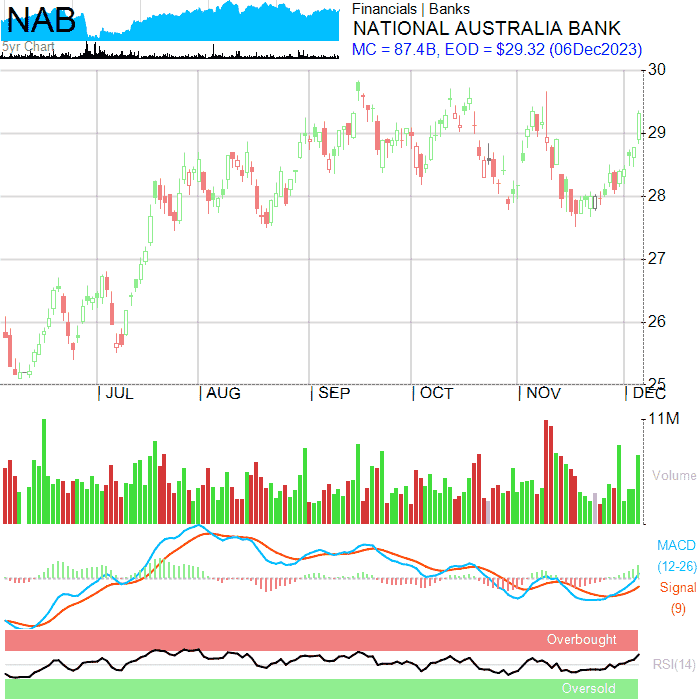 NAB
5yr Chart
Financials | Banks
NATIONAL AUSTRALIA BANK
MC = 87.4B, EOD = $29.32 (06Dec2023)
30
29
28
27
26
25
| JUL | AUG | SEP | OCT | NOV | DEC
11M
Volume
MACD
(12-26)
Signal
(9)
Overbought
RSI(14)
Oversold